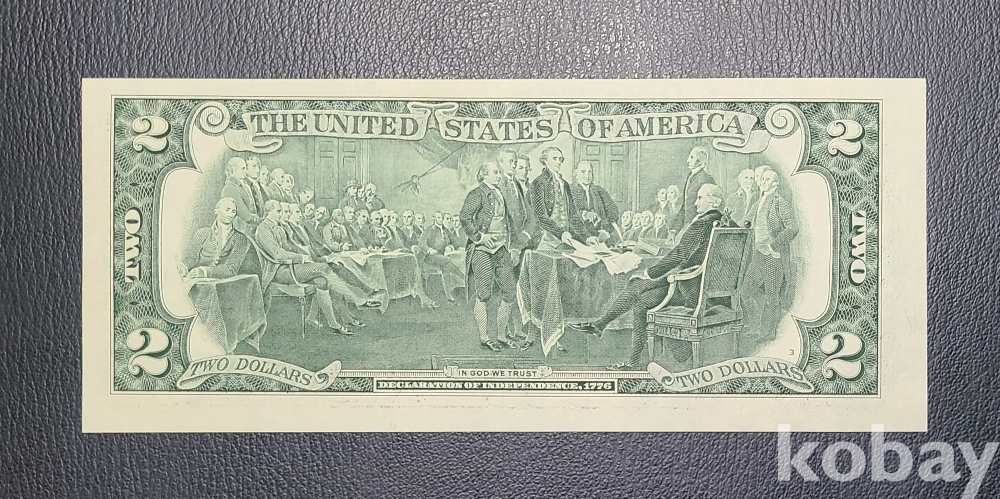 THE UNITED STATES OF AMERICA
2
2
TWO
TWO
2
2
TWO DOLLARS
TWO DOLLARS
3
IN GOD WE TRUST
DECLARATION OF INDEPENDENCE, 1776
kobay